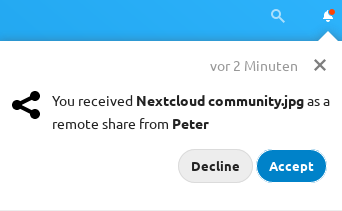 vor 2 Minuten
You received Nextcloud community.jpg as a
remote share from Peter
Decline
Accept